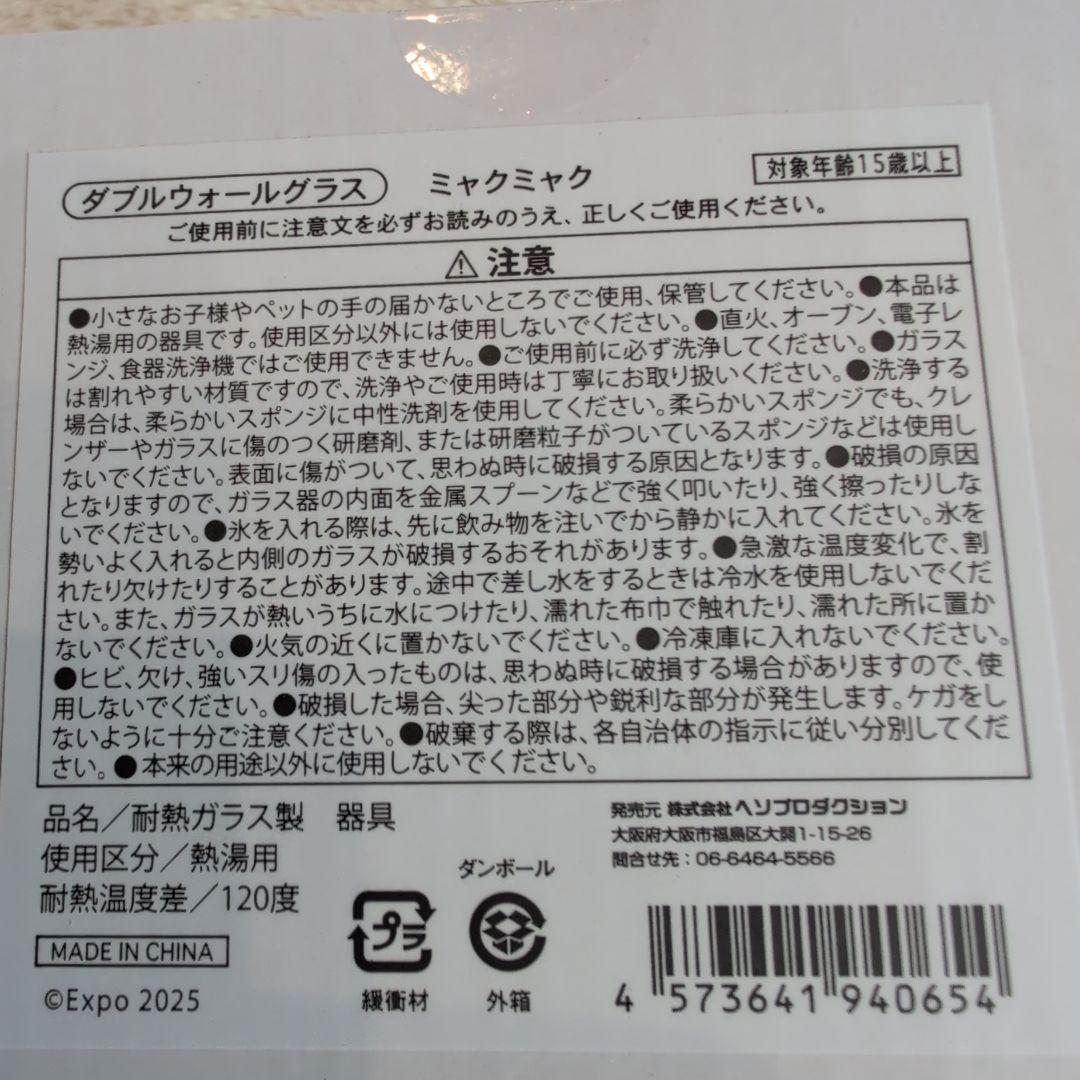 ダブルウォールグラス ミャクミャク 対象年齢15歳以上
ご使用前に注意文を必ずお読みのうえ、正しくご使用ください。
⚠ 注意
●小さなお子様やペットの手の届かないところでご使用、保管してください。●本品は
熱湯用の器具です。使用区分以外には使用しないでください。●直火、オーブン、電子レ
ンジ、食器洗浄機ではご使用できません。●ご使用前に必ず洗浄してください。●ガラス
は割れやすい材質ですので、洗浄やご使用時は丁寧にお取り扱いください。●洗浄する
場合は、柔らかいスポンジに中性洗剤を使用してください。柔らかいスポンジでも、クレ
ンザーやガラスに傷のつく研磨剤、または研磨粒子がついているスポンジなどは使用し
ないでください。表面に傷がついて、思わぬ時に破損する原因となります。●破損の原因
となりますので、ガラス器の内面を金属スプーンなどで強く叩いたり、強く擦ったりしな
いでください。●氷を入れる際は、先に飲み物を注いでから静かに入れてください。氷を
勢いよく入れると内側のガラスが破損するおそれがあります。●急激な温度変化で、割
れたり欠けたりすることがあります。途中で差し水をするときは冷水を使用しないでくだ
さい。また、ガラスが熱いうちに水につけたり、濡れた布巾で触れたり、濡れた所に置か
ないでください。●火気の近くに置かないでください。●冷凍庫に入れないでください。
●ヒビ、欠け、強いスリ傷の入ったものは、思わぬ時に破損する場合がありますので、使
用しないでください。●破損した場合、尖った部分や鋭利な部分が発生します。ケガをし
ないように十分ご注意ください。●破棄する際は、各自治体の指示に従い分別してくだ
さい。●本来の用途以外に使用しないでください。
品名／耐熱ガラス製 器具
使用区分／熱湯用
耐熱温度差／120度
MADE IN CHINA
©Expo 2025
プラ
緩衝材
ダンボール
外箱
発売元 株式会社ヘソプロダクション
大阪府大阪市福島区大開1-15-26
問合せ先：06-6464-5566
4 573641 940654